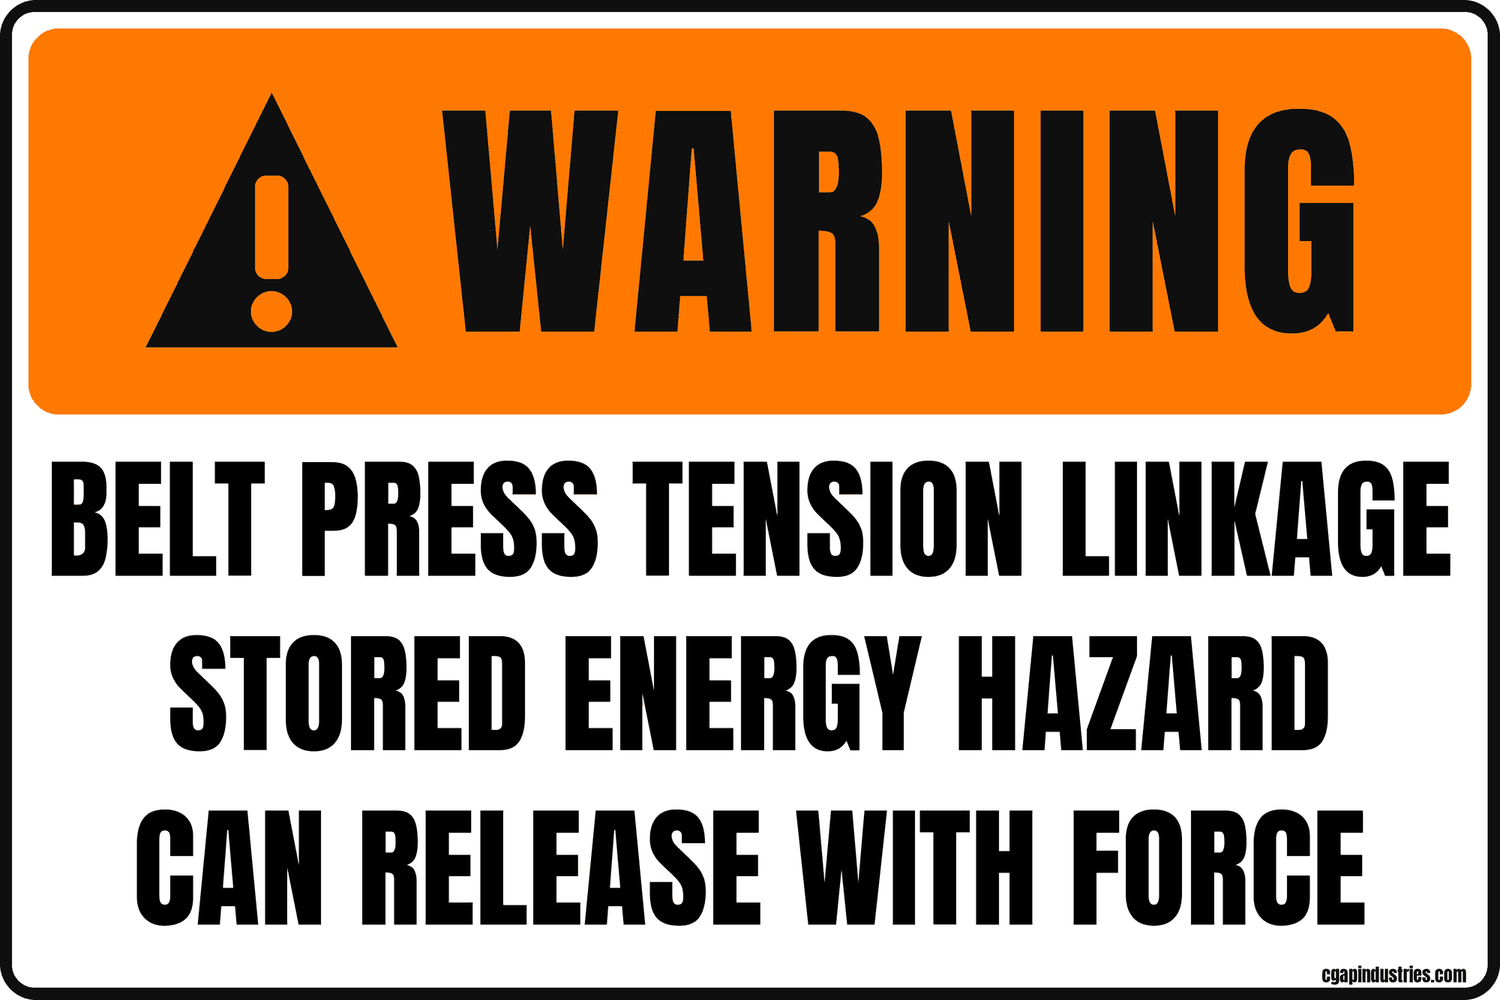 WARNING
BELT PRESS TENSION LINKAGE
STORED ENERGY HAZARD
CAN RELEASE WITH FORCE
cgapindustries.com